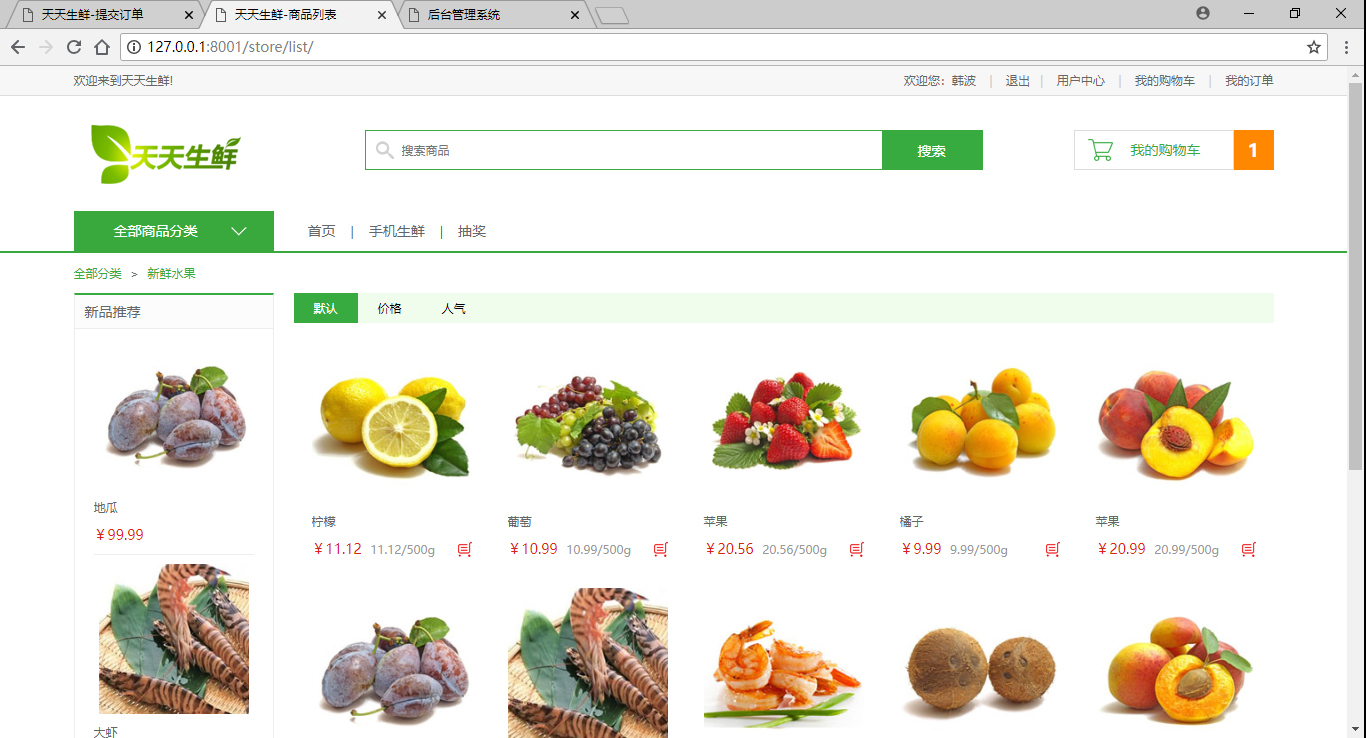 天天生鲜-提交订单
天天生鲜-商品列表
后台管理系统
127.0.0.1:8001/store/list/
欢迎来到天天生鲜!
欢迎您：韩波 | 退出 | 用户中心 | 我的购物车 | 我的订单
天天生鲜
搜索商品
搜索
我的购物车
1
全部商品分类
首页 | 手机生鲜 | 抽奖
全部分类 > 新鲜水果
新品推荐
默认 价格 人气
地瓜
￥99.99
大虾
柠檬
￥11.12 11.12/500g
葡萄
￥10.99 10.99/500g
苹果
￥20.56 20.56/500g
橘子
￥9.99 9.99/500g
苹果
￥20.99 20.99/500g